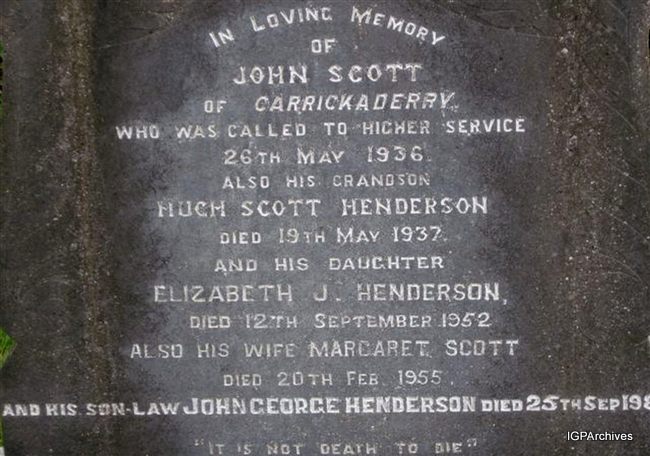 IN LOVING MEMORY
OF
JOHN SCOTT
OF CARRICKADERRY.
WHO WAS CALLED TO HIGHER SERVICE
26TH MAY 1936.
ALSO HIS GRANDSON
HUGH SCOTT HENDERSON
DIED 19TH MAY 1937.
AND HIS DAUGHTER
ELIZABETH J. HENDERSON,
DIED 12TH SEPTEMBER 1952
ALSO HIS WIFE MARGARET SCOTT
DIED 20TH FEB. 1955.
AND HIS SON-LAW JOHN GEORGE HENDERSON DIED 25TH SEP
"IT IS NOT DEATH TO DIE"
IGPArchives